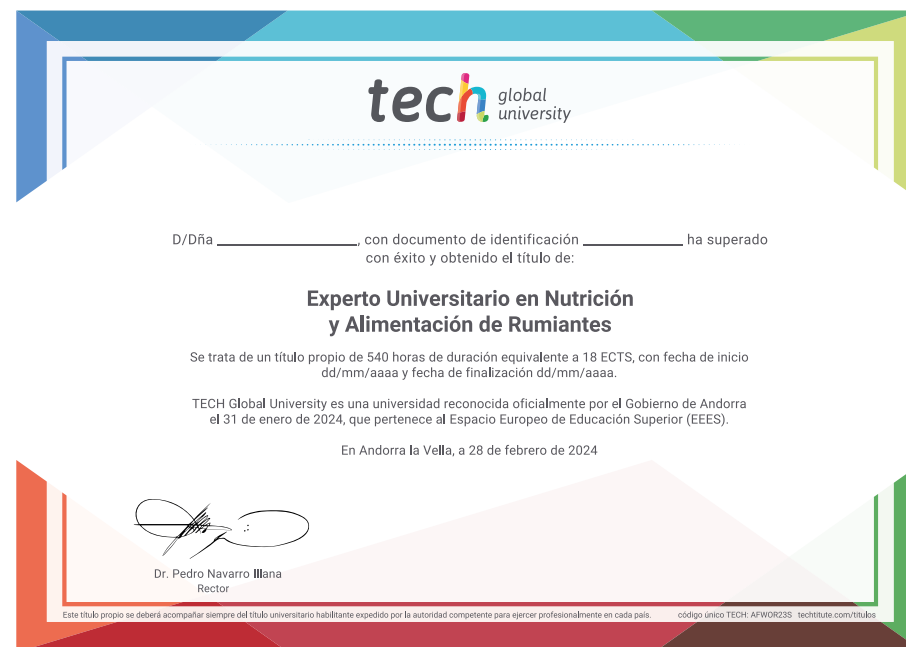 tech global university
D/Dña ________________, con documento de identificación ____________ ha superado
con éxito y obtenido el título de:
Experto Universitario en Nutrición
y Alimentación de Rumiantes
Se trata de un título propio de 540 horas de duración equivalente a 18 ECTS, con fecha de inicio
dd/mm/aaaa y fecha de finalización dd/mm/aaaa.
TECH Global University es una universidad reconocida oficialmente por el Gobierno de Andorra
el 31 de enero de 2024, que pertenece al Espacio Europeo de Educación Superior (EEES).
En Andorra la Vella, a 28 de febrero de 2024
Dr. Pedro Navarro Illana
Rector
Este título propio se deberá acompañar siempre del título universitario habilitante expedido por la autoridad competente para ejercer profesionalmente en cada país. código único TECH: AFWOR23S techtitute.com/titulos